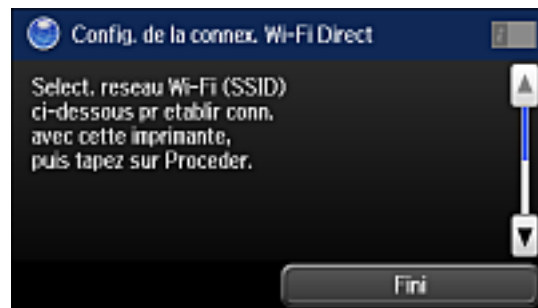 Config. de la connex. Wi-Fi Direct
Select. reseau Wi-Fi (SSID)
ci-dessous pr etablir conn.
avec cette imprimante,
puis tapez sur Proceder.
Fini